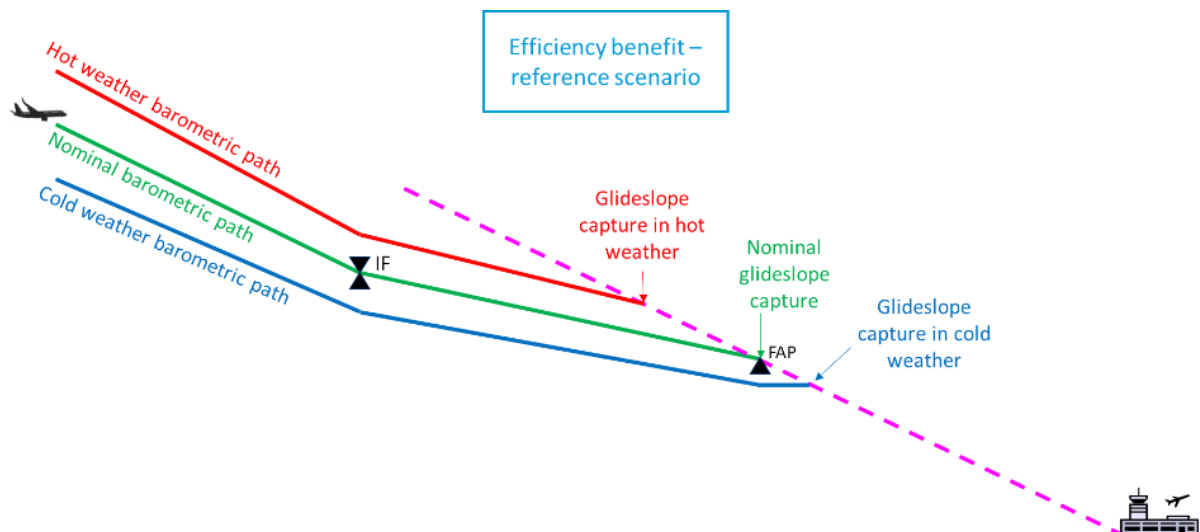 Efficiency benefit –
reference scenario
Hot weather barometric path
Nominal barometric path
Cold weather barometric path
IF
Glideslope
capture in hot
weather
Nominal
glideslope
capture
FAP
Glideslope
capture in cold
weather